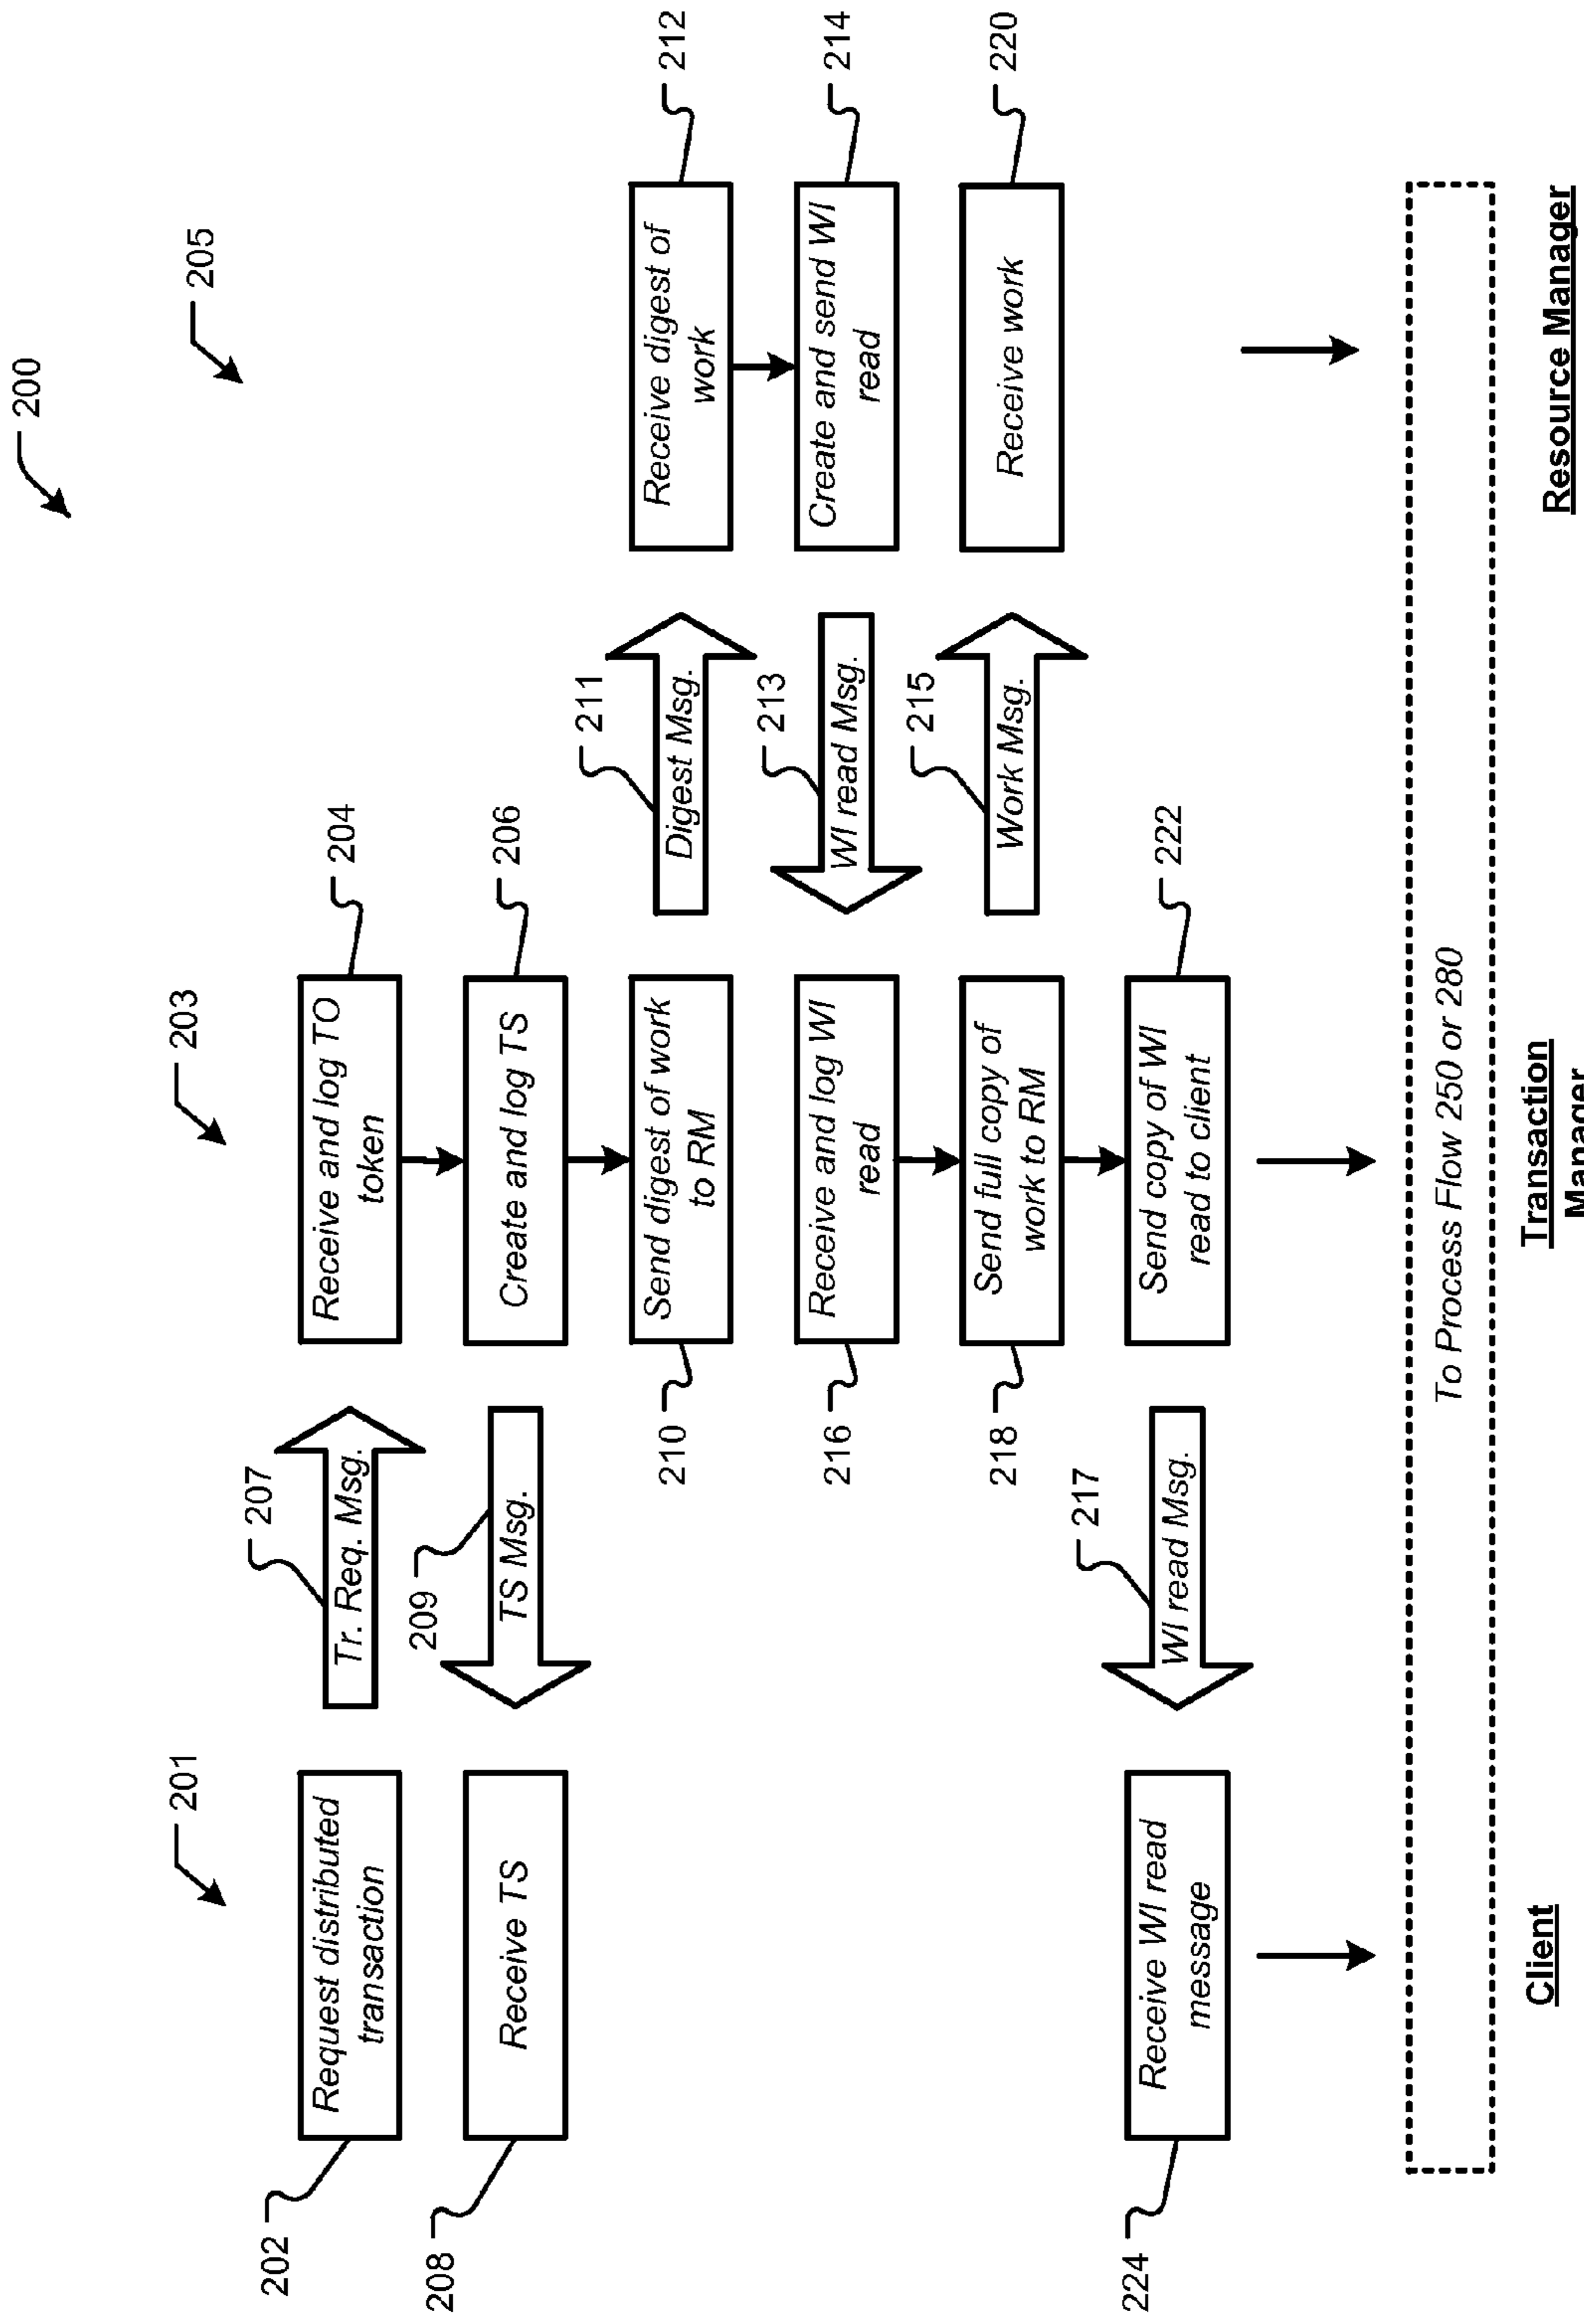 200
201
203
205
202
Request distributed
transaction
207
Tr. Req. Msg.
Receive and log TO
token
204
208
Receive TS
209
TS Msg.
Create and log TS
206
210
Send digest of work
to RM
211
Digest Msg.
Receive digest of
work
212
216
Receive and log WI
read
213
WI read Msg.
Create and send WI
read
214
218
Send full copy of
work to RM
215
Work Msg.
Receive work
220
224
Receive WI read
message
217
WI read Msg.
Send copy of WI
read to client
222
To Process Flow 250 or 280
Client
Transaction
Manager
Resource Manager